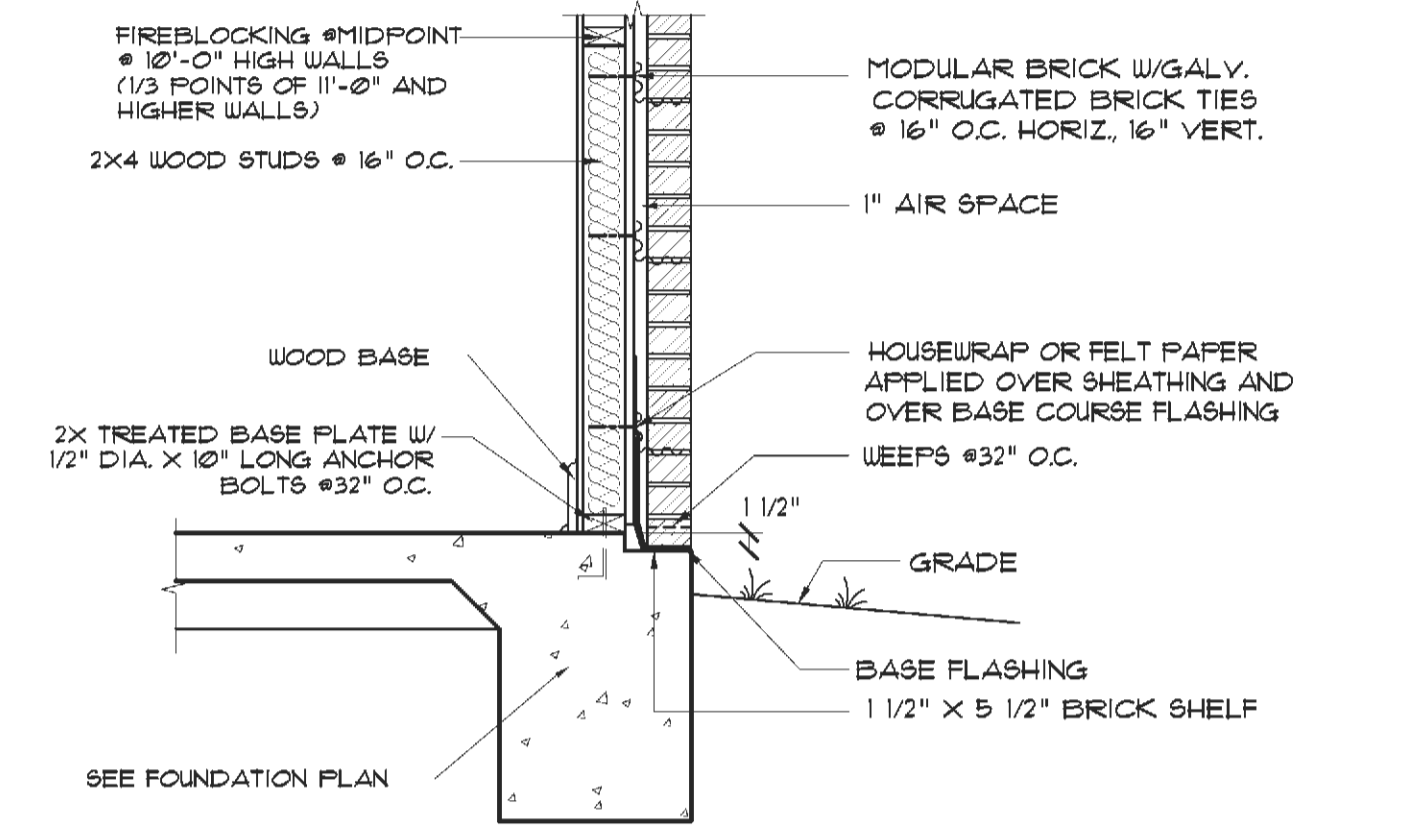 FIREBLOCKING @MIDPOINT
@ 10'-0" HIGH WALLS
(1/3 POINTS OF 11'-0" AND
HIGHER WALLS)
2X4 WOOD STUDS @ 16" O.C.
WOOD BASE
2X TREATED BASE PLATE W/
1/2" DIA. X 10" LONG ANCHOR
BOLTS @32" O.C.
SEE FOUNDATION PLAN
MODULAR BRICK W/GALV.
CORRUGATED BRICK TIES
@ 16" O.C. HORIZ., 16" VERT.
1" AIR SPACE
HOUSEWRAP OR FELT PAPER
APPLIED OVER SHEATHING AND
OVER BASE COURSE FLASHING
WEEPS @32" O.C.
1 1/2"
GRADE
BASE FLASHING
1 1/2" X 5 1/2" BRICK SHELF